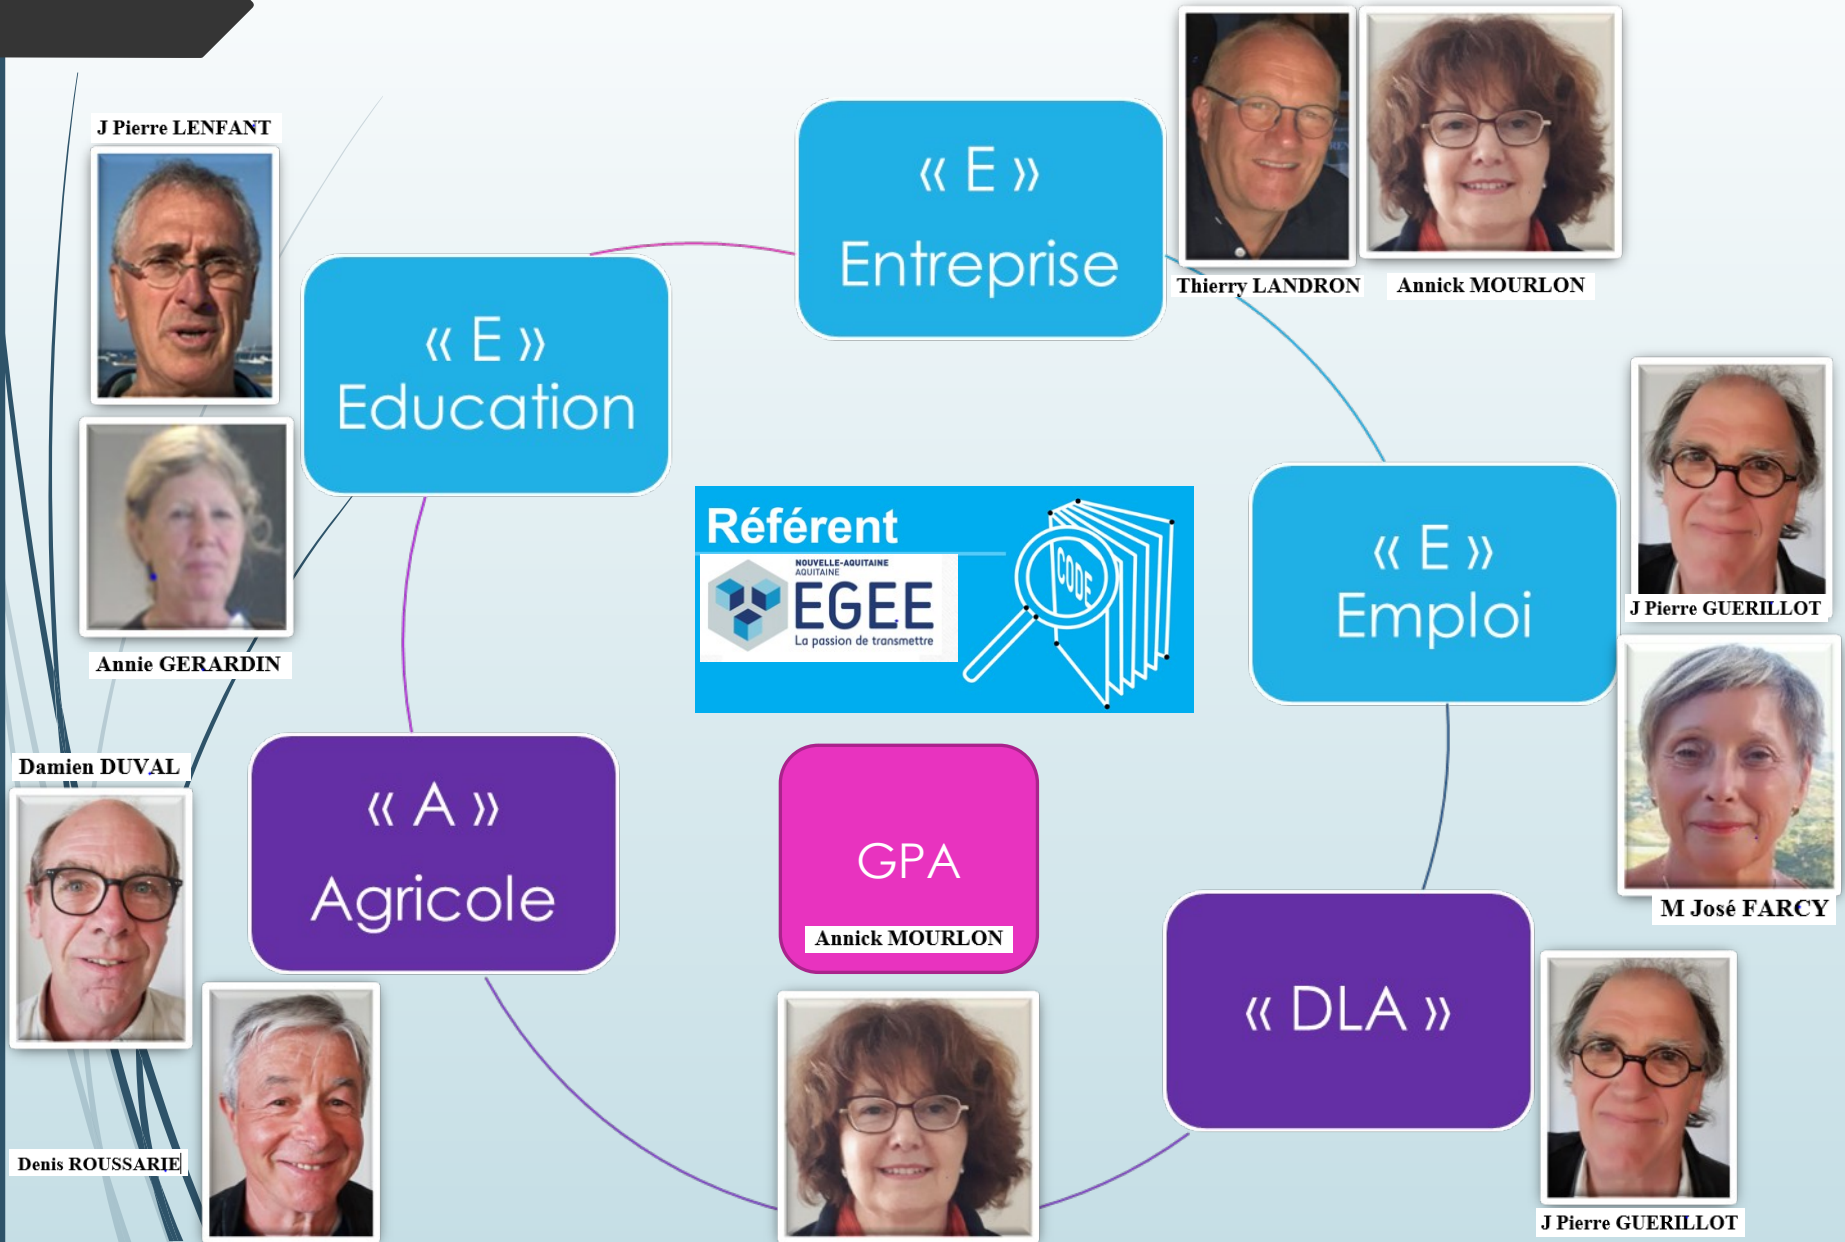 J Pierre LENFANT
« E »
Entreprise
Thierry LANDRON
Annick MOURLON
« E »
Education
Annie GERARDIN
Référent
NOUVELLE-AQUITAINE
AQUITAINE
EGEE
La passion de transmettre
CODE
« E »
Emploi
J Pierre GUERILLOT
M José FARCY
Damien DUVAL
« A »
Agricole
Denis ROUSSARIE
GPA
Annick MOURLON
« DLA »
J Pierre GUERILLOT